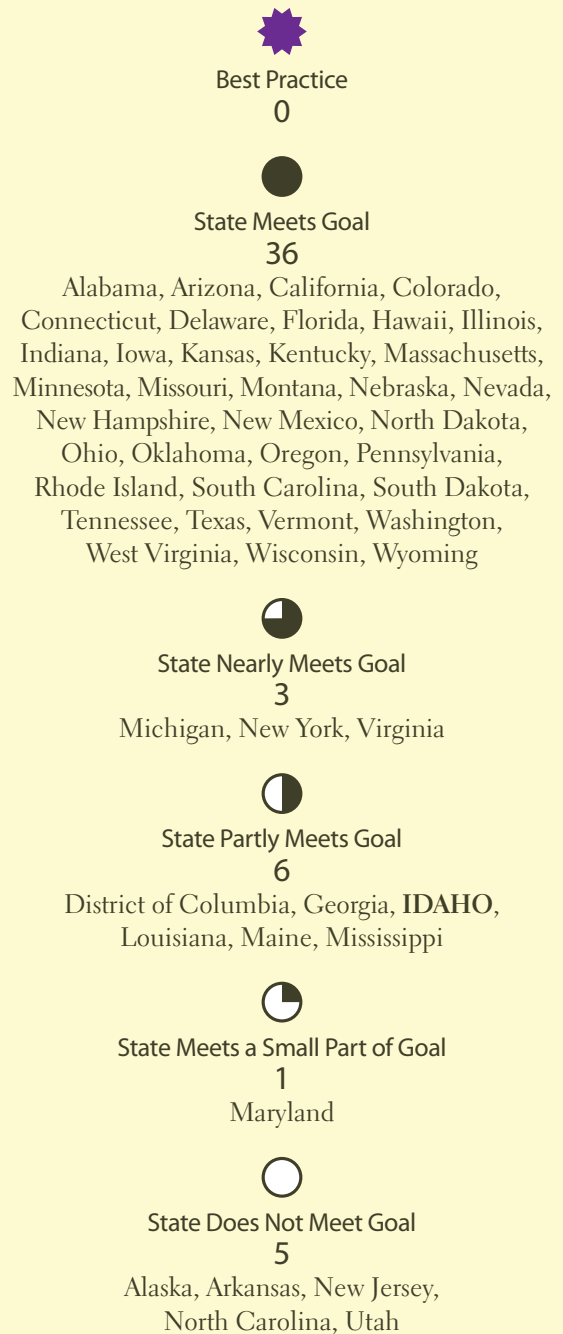 Best Practice
0
State Meets Goal
36
Alabama, Arizona, California, Colorado,
Connecticut, Delaware, Florida, Hawaii, Illinois,
Indiana, Iowa, Kansas, Kentucky, Massachusetts,
Minnesota, Missouri, Montana, Nebraska, Nevada,
New Hampshire, New Mexico, North Dakota,
Ohio, Oklahoma, Oregon, Pennsylvania,
Rhode Island, South Carolina, South Dakota,
Tennessee, Texas, Vermont, Washington,
West Virginia, Wisconsin, Wyoming
State Nearly Meets Goal
3
Michigan, New York, Virginia
State Partly Meets Goal
6
District of Columbia, Georgia, IDAHO,
Louisiana, Maine, Mississippi
State Meets a Small Part of Goal
1
Maryland
State Does Not Meet Goal
5
Alaska, Arkansas, New Jersey,
North Carolina, Utah